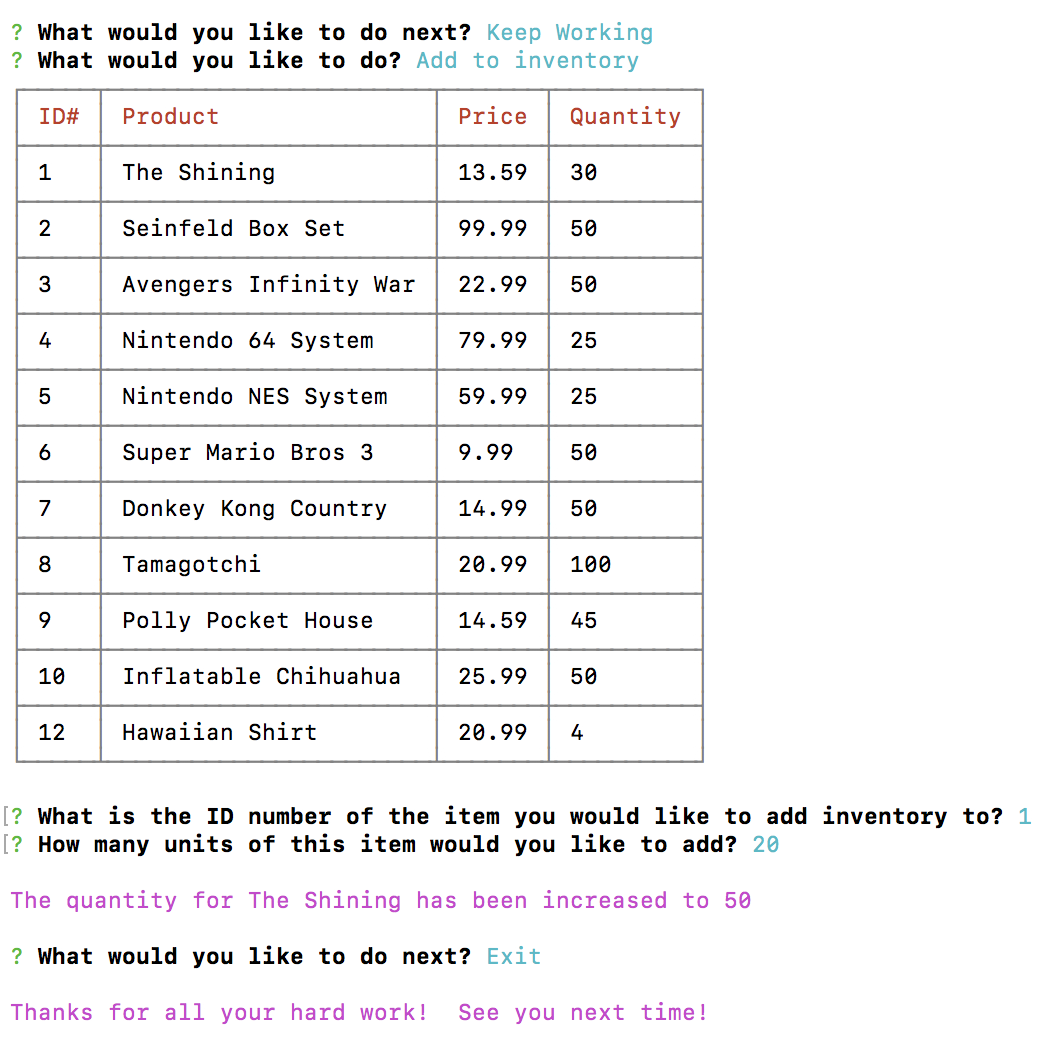 ? What would you like to do next? Keep Working
? What would you like to do? Add to inventory
ID# Product Price Quantity
1 The Shining 13.59 30
2 Seinfeld Box Set 99.99 50
3 Avengers Infinity War 22.99 50
4 Nintendo 64 System 79.99 25
5 Nintendo NES System 59.99 25
6 Super Mario Bros 3 9.99 50
7 Donkey Kong Country 14.99 50
8 Tamagotchi 20.99 100
9 Polly Pocket House 14.59 45
10 Inflatable Chihuahua 25.99 50
12 Hawaiian Shirt 20.99 4
[? What is the ID number of the item you would like to add inventory to? 1
[? How many units of this item would you like to add? 20
The quantity for The Shining has been increased to 50
? What would you like to do next? Exit
Thanks for all your hard work!  See you next time!